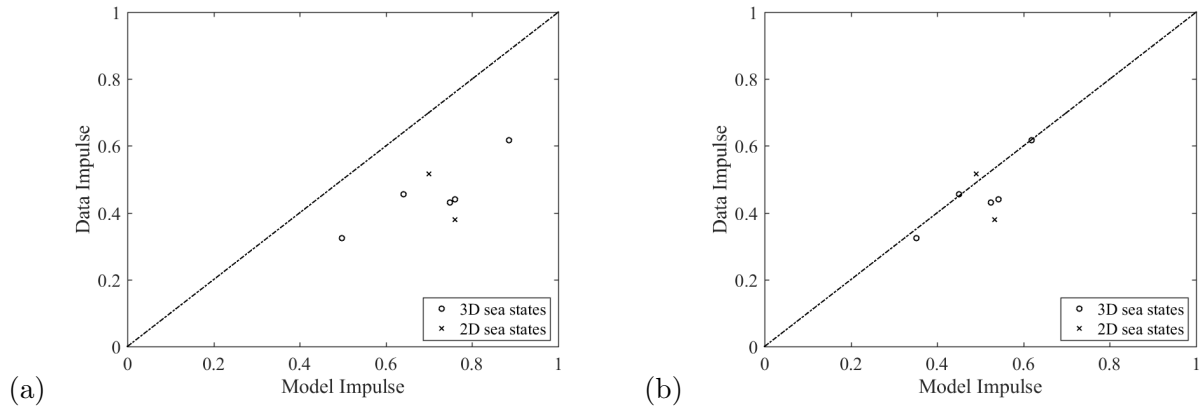 1
0.8
0.6
0.4
0.2
0
0 0.2 0.4 0.6 0.8 1
Data Impulse
Model Impulse
3D sea states
2D sea states
(a)
1
0.8
0.6
0.4
0.2
0
0 0.2 0.4 0.6 0.8 1
Data Impulse
Model Impulse
3D sea states
2D sea states
(b)